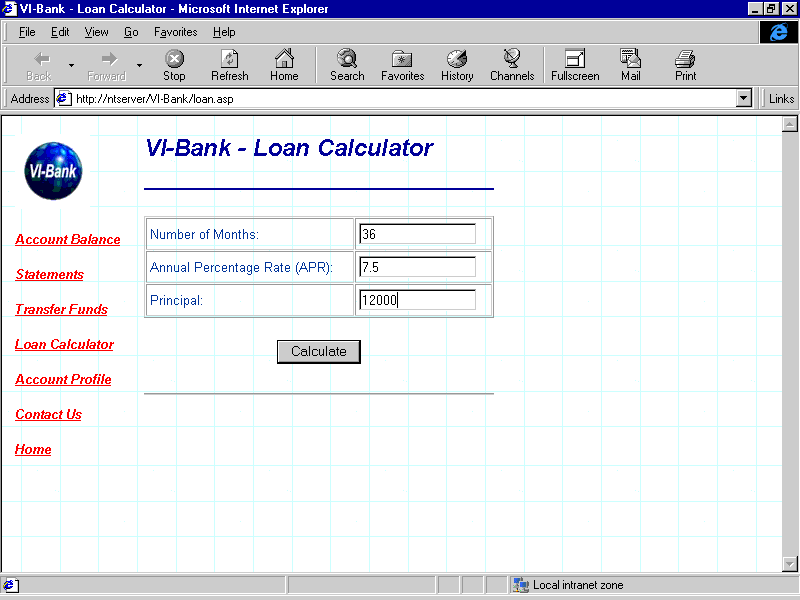 VI-Bank - Loan Calculator - Microsoft Internet Explorer
File Edit View Go Favorites Help
Back Forward Stop Refresh Home Search Favorites History Channels Fullscreen Mail Print
Address http://ntserver/VI-Bank/loan.asp Links
VI-Bank
VI-Bank - Loan Calculator
Account Balance
Statements
Transfer Funds
Loan Calculator
Account Profile
Contact Us
Home
Number of Months: 36
Annual Percentage Rate (APR): 7.5
Principal: 12000
Calculate
Local intranet zone